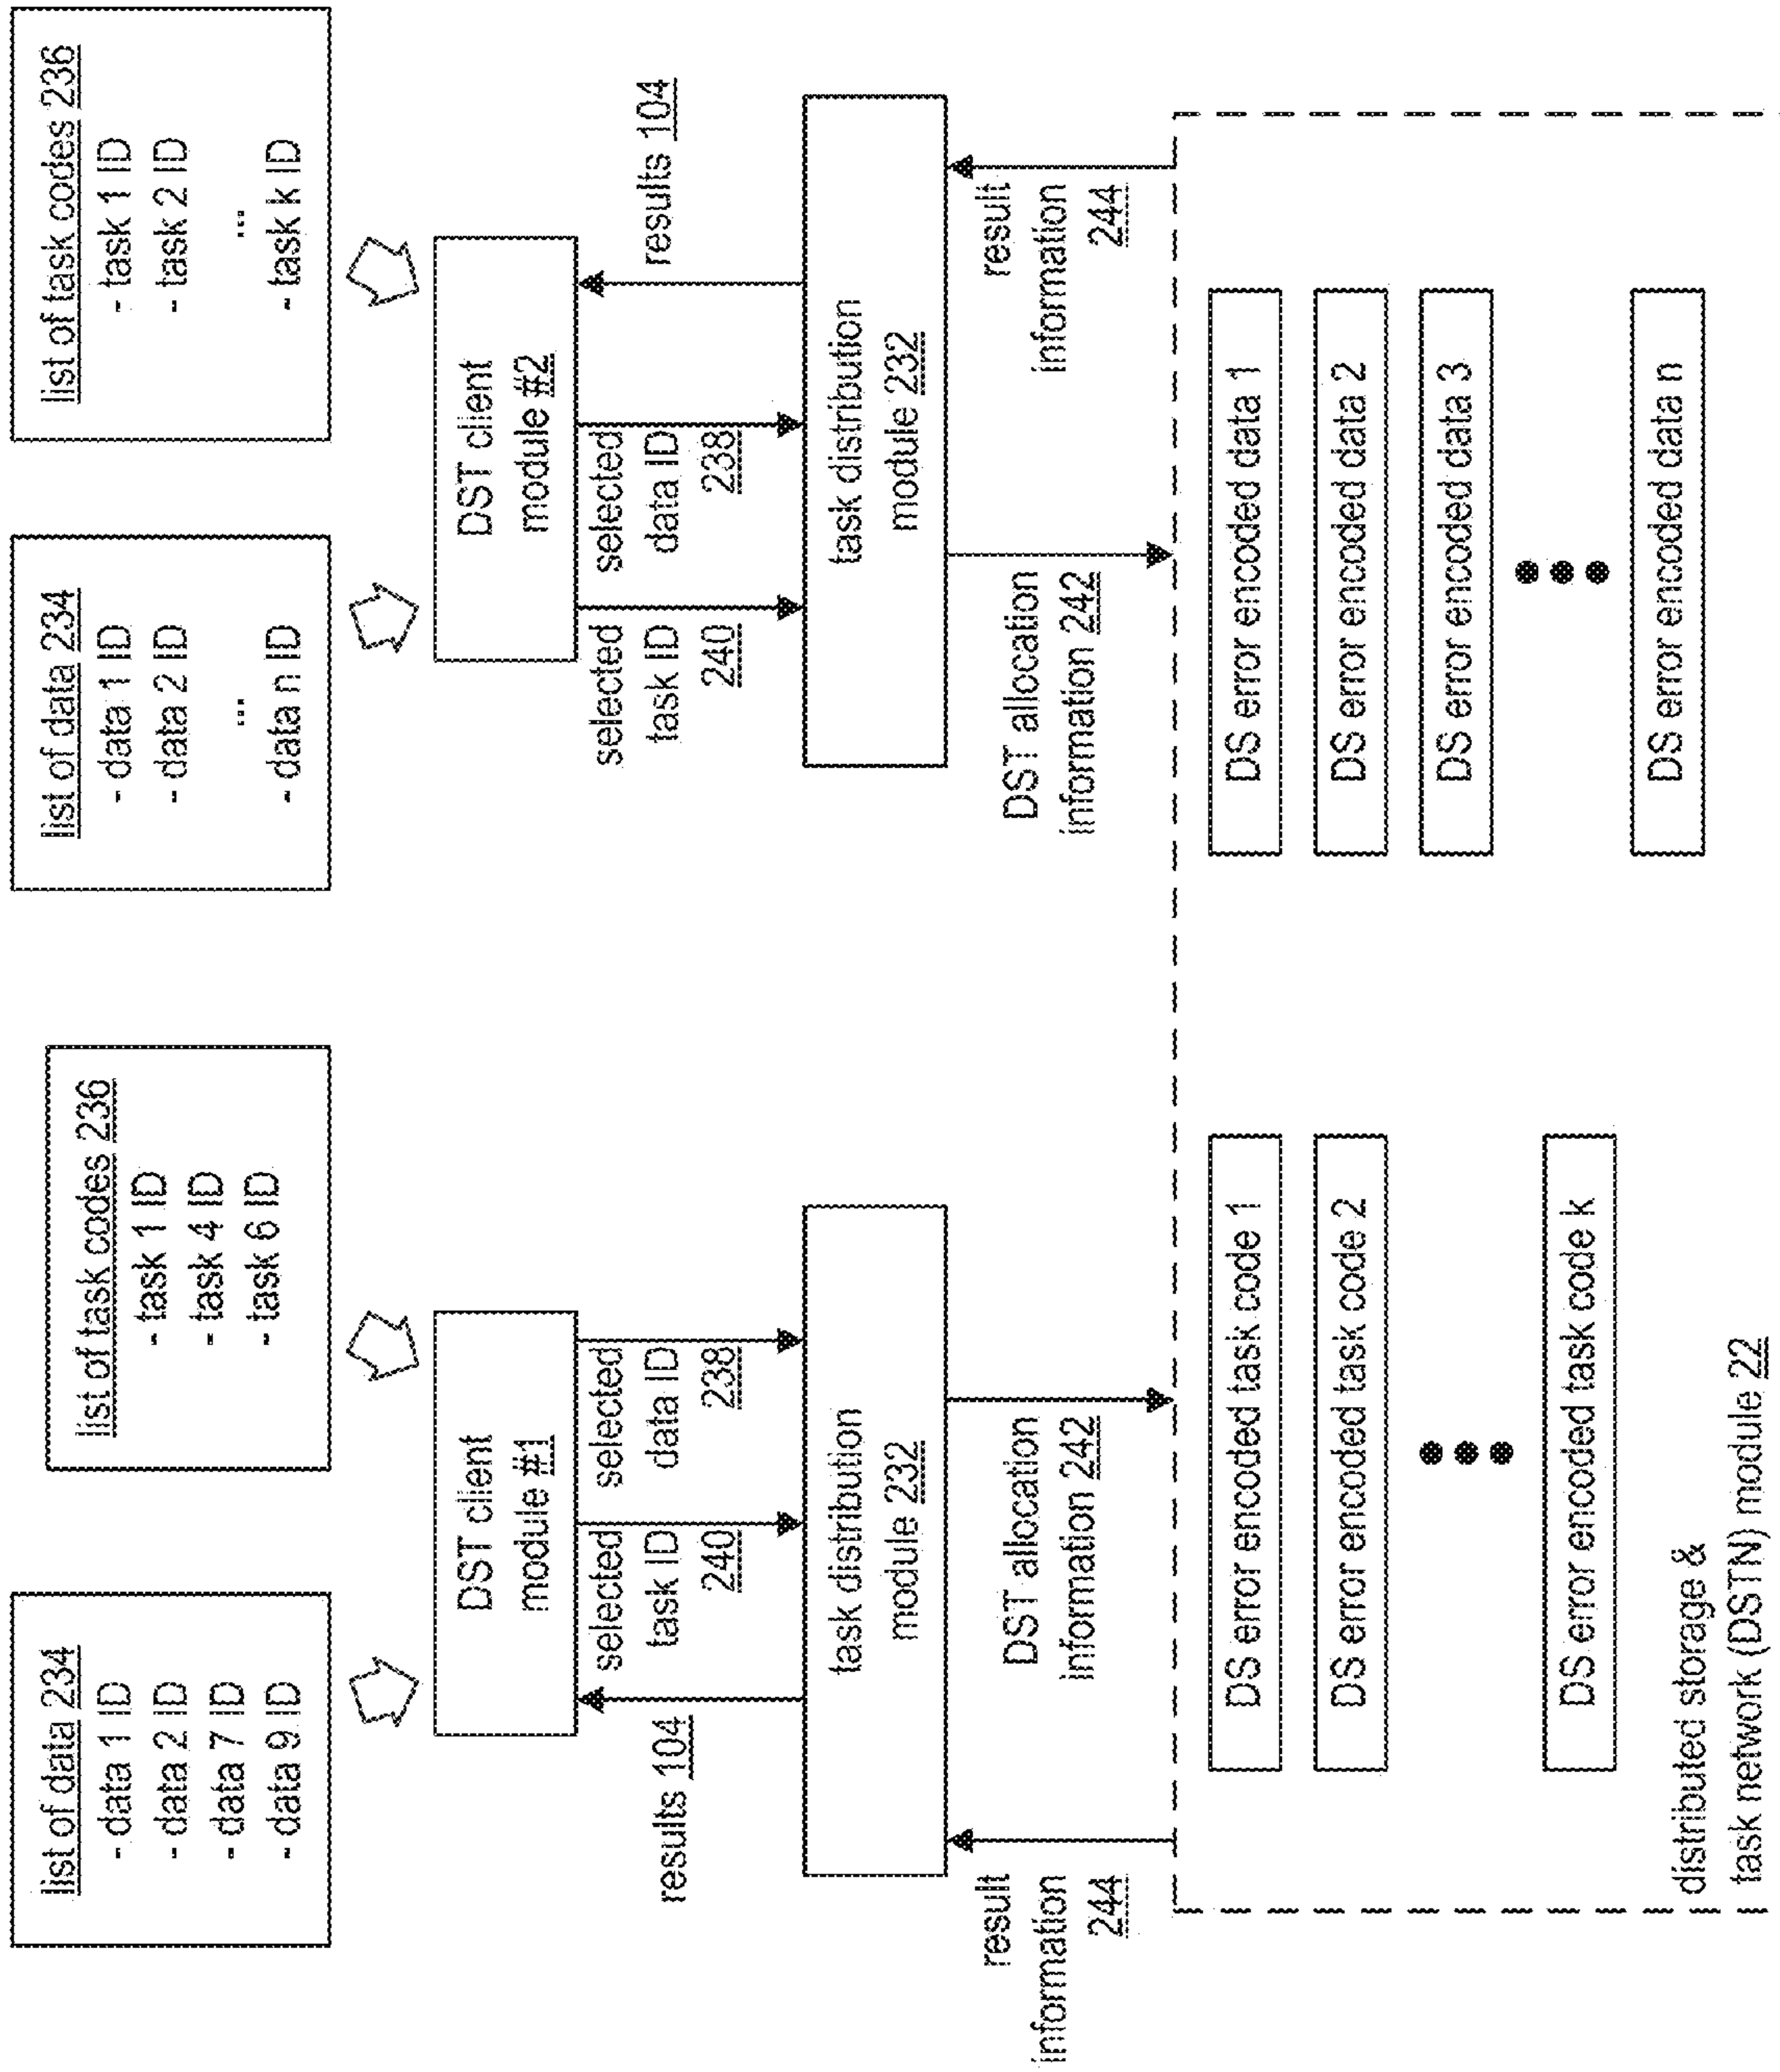 list of data 234
- data 1 ID
- data 2 ID
- data 7 ID
- data 9 ID
list of task codes 236
- task 1 ID
- task 4 ID
- task 6 ID
list of data 234
- data 1 ID
- data 2 ID
...
- data n ID
list of task codes 236
- task 1 ID
- task 2 ID
...
- task k ID
DST client
module #1
DST client
module #2
results 104
selected
task ID
240
selected
data ID
238
selected
task ID
240
selected
data ID
238
results 104
task distribution
module 232
task distribution
module 232
result
information
244
DST allocation
information 242
DST allocation
information 242
result
information
244
DS error encoded task code 1
DS error encoded task code 2
DS error encoded task code k
DS error encoded data 1
DS error encoded data 2
DS error encoded data 3
DS error encoded data n
distributed storage &
task network (DSTN) module 22